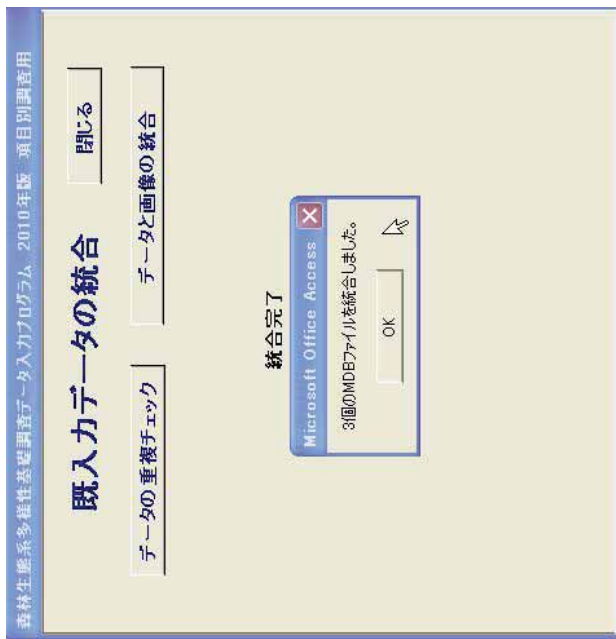 森林生態系多様性基礎調査データ入力プログラム 2010年版 項目別調査用
既入力データの統合
閉じる
データの重複チェック
データと画像の統合
統合完了
Microsoft Office Access
3個のMDBファイルを統合しました。
OK